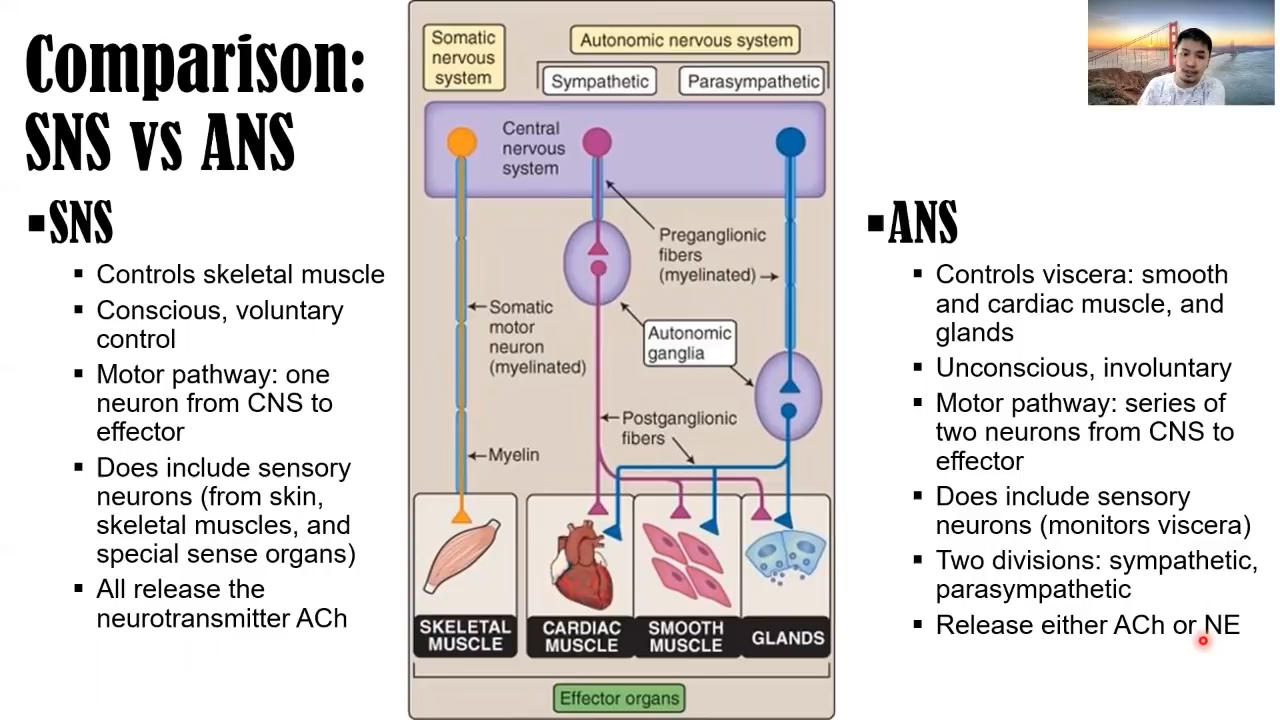 Comparison:
SNS vs ANS
▪SNS
▪ Controls skeletal muscle
▪ Conscious, voluntary
control
▪ Motor pathway: one
neuron from CNS to
effector
▪ Does include sensory
neurons (from skin,
skeletal muscles, and
special sense organs)
▪ All release the
neurotransmitter ACh
Somatic
nervous
system
Autonomic nervous system
Sympathetic
Parasympathetic
Central
nervous
system
Preganglionic
fibers
(myelinated)
Somatic
motor
neuron
(myelinated)
Autonomic
ganglia
Postganglionic
fibers
Myelin
SKELETAL
MUSCLE
CARDIAC
MUSCLE
SMOOTH
MUSCLE
GLANDS
Effector organs
▪ANS
▪ Controls viscera: smooth
and cardiac muscle, and
glands
▪ Unconscious, involuntary
▪ Motor pathway: series of
two neurons from CNS to
effector
▪ Does include sensory
neurons (monitors viscera)
▪ Two divisions: sympathetic,
parasympathetic
▪ Release either ACh or NE